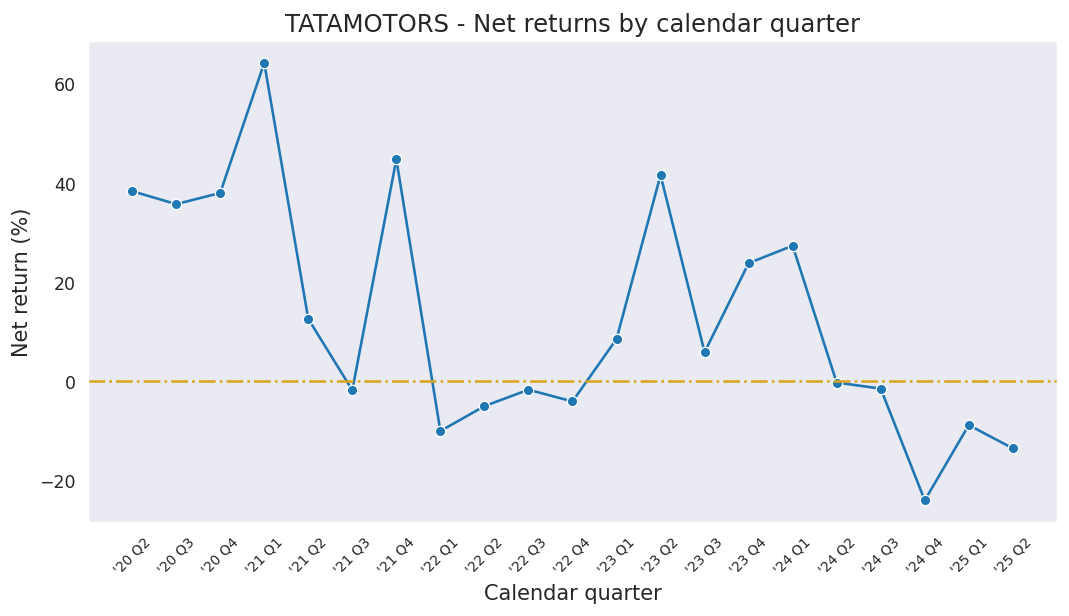 TATAMOTORS - Net returns by calendar quarter
Net return (%)
60
40
20
0
−20
'20 Q2
'20 Q3
'20 Q4
'21 Q1
'21 Q2
'21 Q3
'21 Q4
'22 Q1
'22 Q2
'22 Q3
'22 Q4
'23 Q1
'23 Q2
'23 Q3
'23 Q4
'24 Q1
'24 Q2
'24 Q3
'24 Q4
'25 Q1
'25 Q2
Calendar quarter